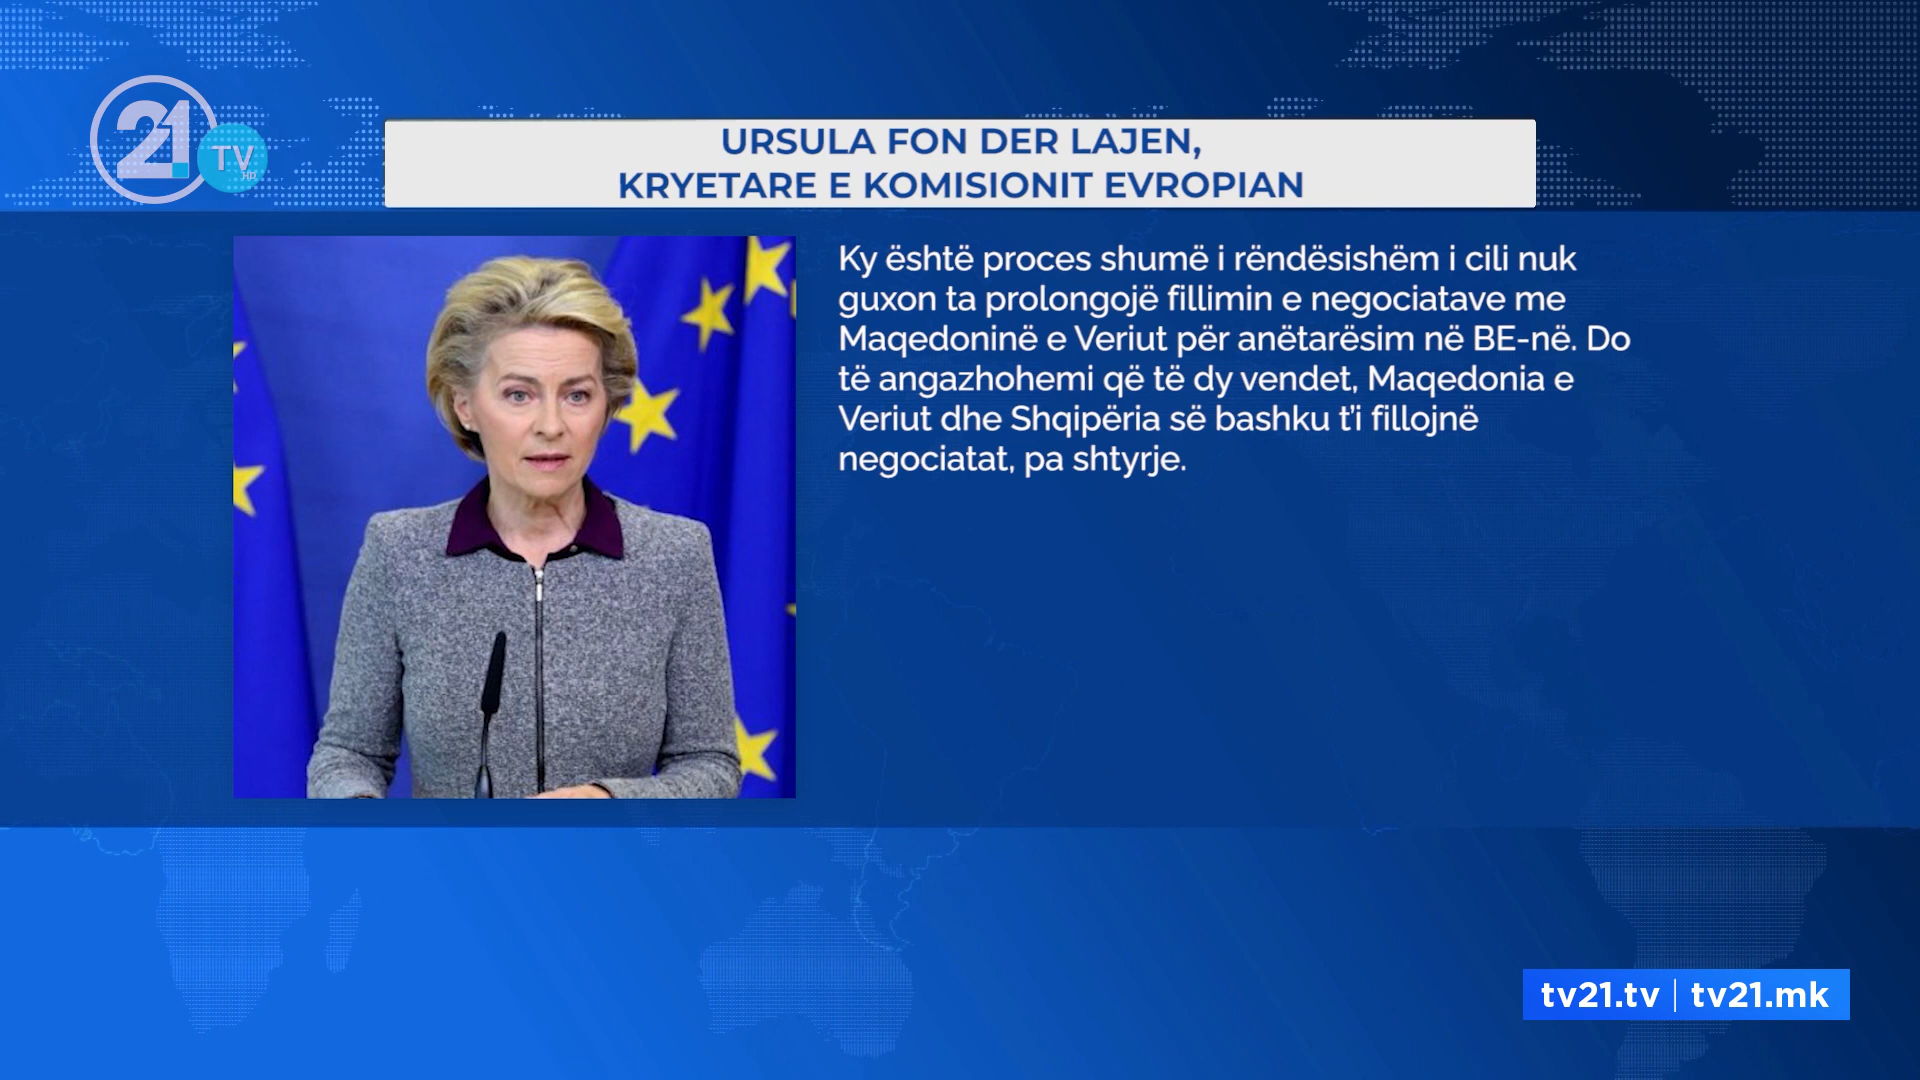 21
TV
HD
URSULA FON DER LAJEN,
KRYETARE E KOMISIONIT EVROPIAN
Ky është proces shumë i rëndësishëm i cili nuk
guxon ta prolongojë fillimin e negociatave me
Maqedoninë e Veriut për anëtarësim në BE-në. Do
të angazhohemi që të dy vendet, Maqedonia e
Veriut dhe Shqipëria së bashku t'i fillojnë
negociatat, pa shtyrje.
tv21.tv | tv21.mk